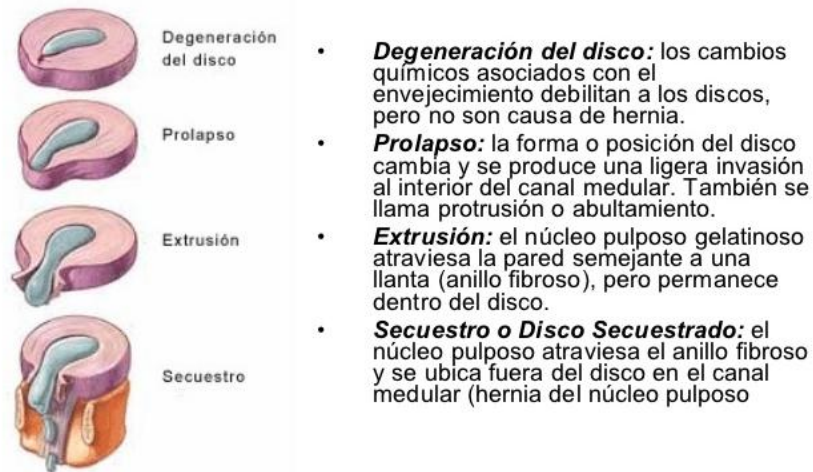 Degeneración
del disco
Prolapso
Extrusión
Secuestro
• Degeneración del disco: los cambios
químicos asociados con el
envejecimiento debilitan a los discos,
pero no son causa de hernia.
• Prolapso: la forma o posición del disco
cambia y se produce una ligera invasión
al interior del canal medular. También se
llama protrusión o abultamiento.
• Extrusión: el núcleo pulposo gelatinoso
atraviesa la pared semejante a una
llanta (anillo fibroso), pero permanece
dentro del disco.
• Secuestro o Disco Secuestrado: el
núcleo pulposo atraviesa el anillo fibroso
y se ubica fuera del disco en el canal
medular (hernia del núcleo pulposo